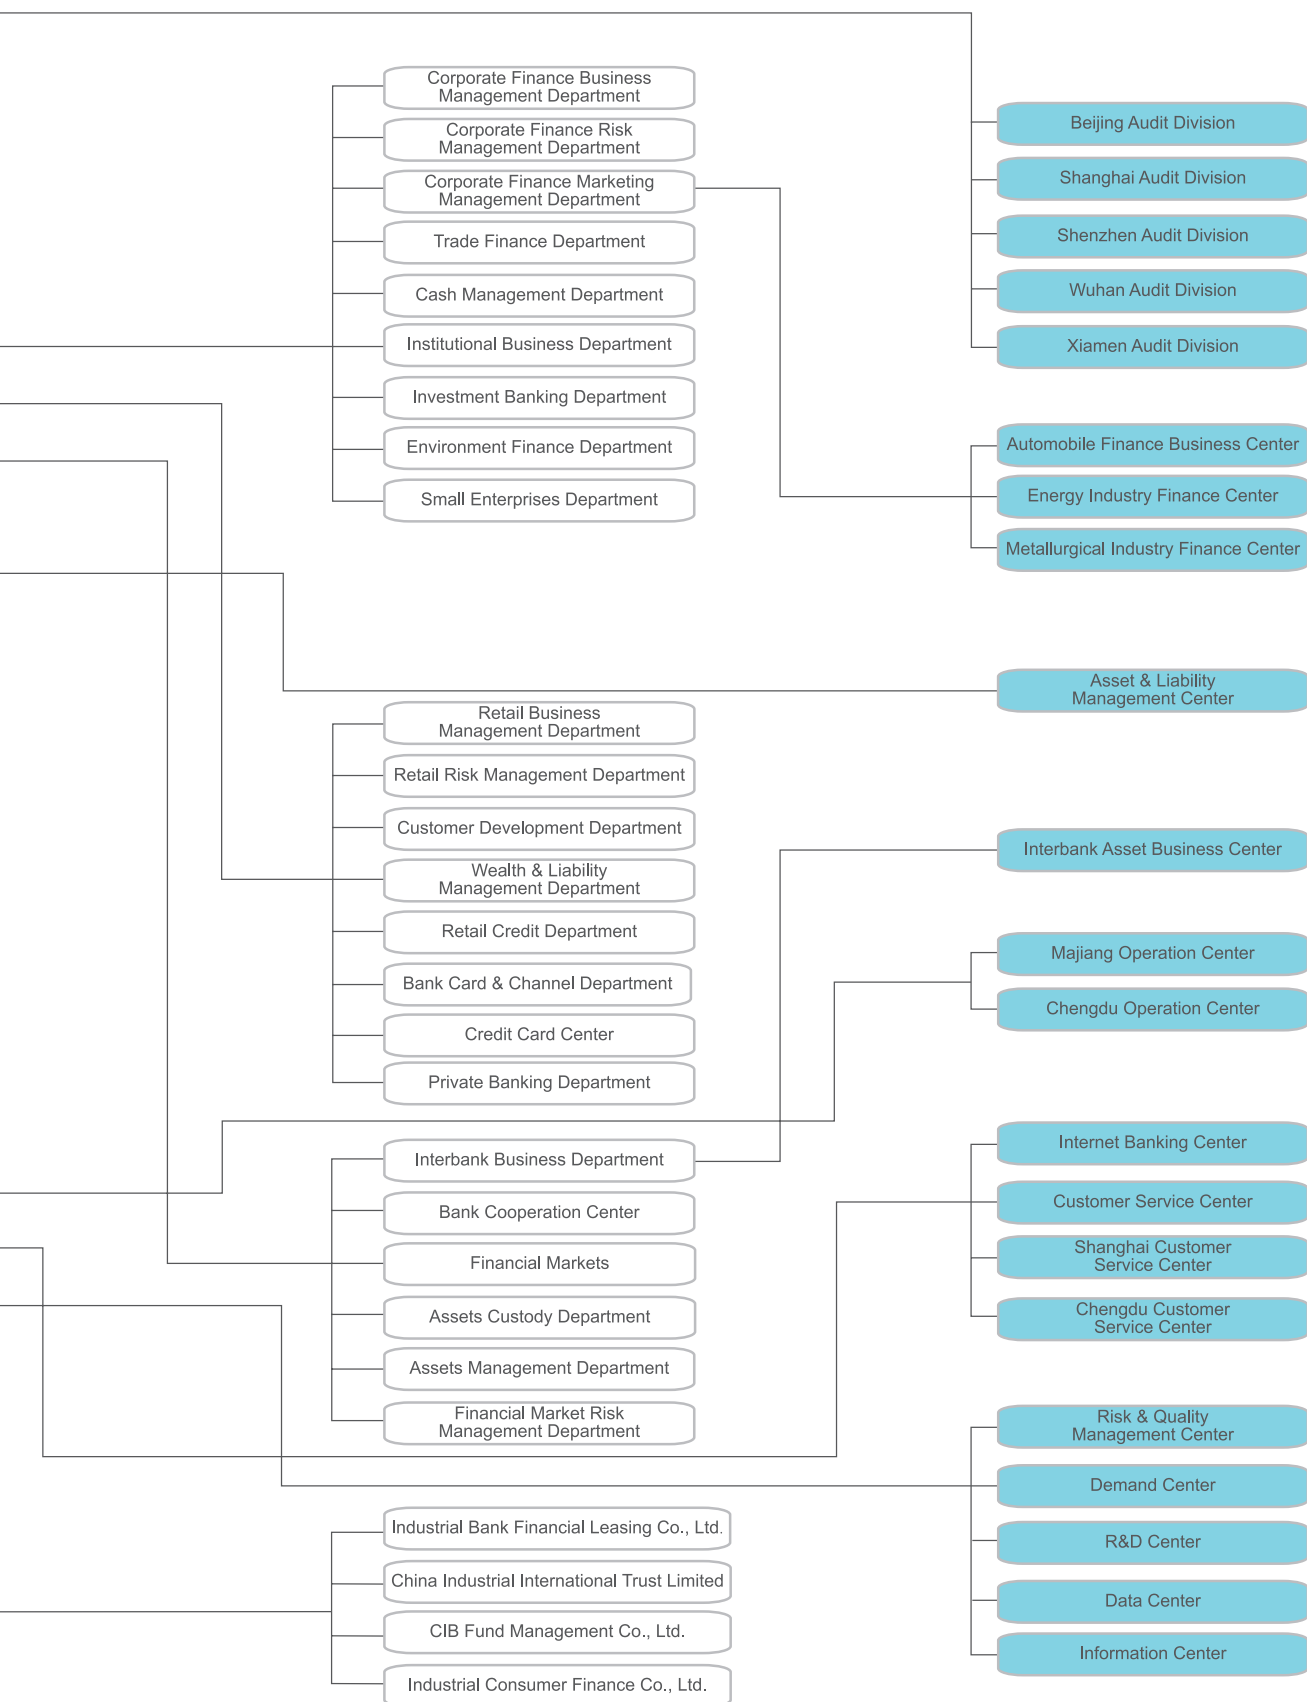 Corporate Finance Business
Management Department
Corporate Finance Risk
Management Department
Corporate Finance Marketing
Management Department
Trade Finance Department
Cash Management Department
Institutional Business Department
Investment Banking Department
Environment Finance Department
Small Enterprises Department
Retail Business
Management Department
Retail Risk Management Department
Customer Development Department
Wealth & Liability
Management Department
Retail Credit Department
Bank Card & Channel Department
Credit Card Center
Private Banking Department
Interbank Business Department
Bank Cooperation Center
Financial Markets
Assets Custody Department
Assets Management Department
Financial Market Risk
Management Department
Industrial Bank Financial Leasing Co., Ltd.
China Industrial International Trust Limited
CIB Fund Management Co., Ltd.
Industrial Consumer Finance Co., Ltd.
Beijing Audit Division
Shanghai Audit Division
Shenzhen Audit Division
Wuhan Audit Division
Xiamen Audit Division
Automobile Finance Business Center
Energy Industry Finance Center
Metallurgical Industry Finance Center
Asset & Liability
Management Center
Interbank Asset Business Center
Majiang Operation Center
Chengdu Operation Center
Internet Banking Center
Customer Service Center
Shanghai Customer
Service Center
Chengdu Customer
Service Center
Risk & Quality
Management Center
Demand Center
R&D Center
Data Center
Information Center